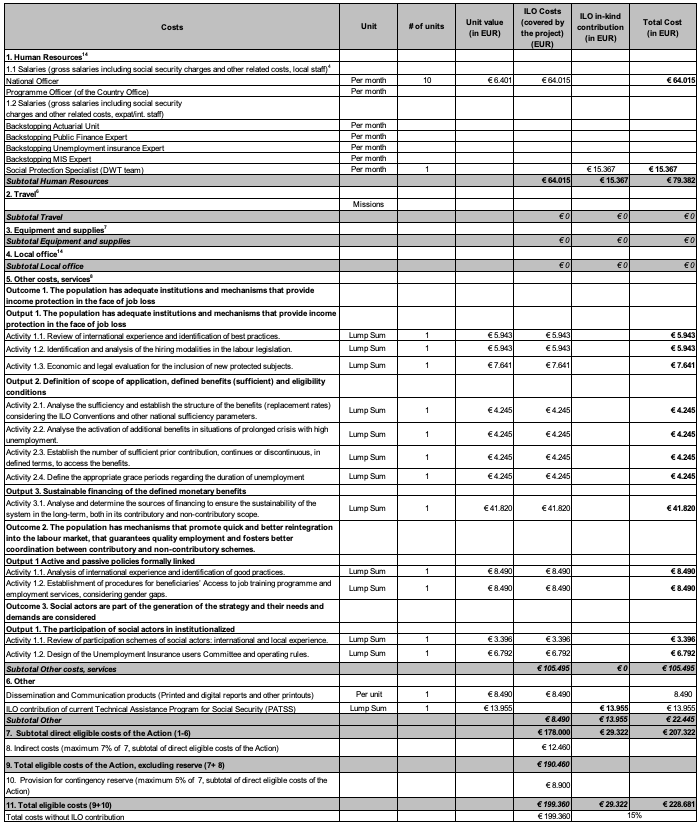 Costs Unit # of units Unit value (in EUR) ILO Costs (covered by the project) (EUR) ILO in-kind contribution (in EUR) Total Cost (in EUR)
1. Human Resources14
1.1 Salaries (gross salaries including social security charges and other related costs, local staff)4
National Officer Per month 10 € 6.401 € 64.015 € 64.015
Programme Officer (of the Country Office) Per month
1.2 Salaries (gross salaries including social security
charges and other related costs, expat/int. staff)
Backstopping Actuarial Unit Per month
Backstopping Public Finance Expert Per month
Backstopping Unemployment insurance Expert Per month
Backstopping MIS Expert Per month
Social Protection Specialist (DWT team) Per month 1 € 15.367 € 15.367
Subtotal Human Resources € 64.015 € 15.367 € 79.382
2. Travel6
Missions
Subtotal Travel € 0 € 0 € 0
3. Equipment and supplies7
Subtotal Equipment and supplies € 0 € 0 € 0
4. Local office14
Subtotal Local office € 0 € 0 € 0
5. Other costs, services8
Outcome 1. The population has adequate institutions and mechanisms that provide
income protection in the face of job loss
Output 1. The population has adequate institutions and mechanisms that provide income
protection in the face of job loss
Activity 1.1. Review of international experience and identification of best practices. Lump Sum 1 € 5.943 € 5.943 € 5.943
Activity 1.2. Identification and analysis of the hiring modalities in the labour legislation. Lump Sum 1 € 5.943 € 5.943 € 5.943
Activity 1.3. Economic and legal evaluation for the inclusion of new protected subjects. Lump Sum 1 € 7.641 € 7.641 € 7.641
Output 2. Definition of scope of application, defined benefits (sufficient) and eligibility
conditions
Activity 2.1. Analyse the sufficiency and establish the structure of the benefits (replacement rates)
considering the ILO Conventions and other national sufficiency parameters. Lump Sum 1 € 4.245 € 4.245 € 4.245
Activity 2.2. Analyse the activation of additional benefits in situations of prolonged crisis with high
unemployment. Lump Sum 1 € 4.245 € 4.245 € 4.245
Activity 2.3. Establish the number of sufficient prior contribution, continues or discontinuous, in
defined terms, to access the benefits. Lump Sum 1 € 4.245 € 4.245 € 4.245
Activity 2.4. Define the appropriate grace periods regarding the duration of unemployment Lump Sum 1 € 4.245 € 4.245 € 4.245
Output 3. Sustainable financing of the defined monetary benefits
Activity 3.1. Analyse and determine the sources of financing to ensure the sustainability of the
system in the long-term, both in its contributory and non-contributory scope. Lump Sum 1 € 41.820 € 41.820 € 41.820
Outcome 2. The population has mechanisms that promote quick and better reintegration
into the labour market, that guarantees quality employment and fosters better
coordination between contributory and non-contributory schemes.
Output 1 Active and passive policies formally linked
Activity 1.1. Analysis of international experience and identification of good practices. Lump Sum 1 € 8.490 € 8.490 € 8.490
Activity 1.2. Establishment of procedures for beneficiaries' Access to job training programme and
employment services, considering gender gaps. Lump Sum 1 € 8.490 € 8.490 € 8.490
Outcome 3. Social actors are part of the generation of the strategy and their needs and
demands are considered
Output 1. The participation of social actors in institutionalized
Activity 1.1. Review of participation schemes of social actors: international and local experience. Lump Sum 1 € 3.396 € 3.396 € 3.396
Activity 1.2. Design of the Unemployment Insurance users Committee and operating rules. Lump Sum 1 € 6.792 € 6.792 € 6.792
Subtotal Other costs, services € 105.495 € 0 € 105.495
6. Other
Dissemination and Communication products (Printed and digital reports and other printouts) Per unit 1 € 8.490 € 8.490 8.490
ILO contribution of current Technical Assistance Program for Social Security (PATSS) Lump Sum 1 € 13.955 € 13.955 € 13.955
Subtotal Other € 8.490 € 13.955 € 22.445
7. Subtotal direct eligible costs of the Action (1-6) € 178.000 € 29.322 € 207.322
8. Indirect costs (maximum 7% of 7, subtotal of direct eligible costs of the Action) € 12.460
9. Total eligible costs of the Action, excluding reserve (7+ 8) € 190.460
10. Provision for contingency reserve (maximum 5% of 7, subtotal of direct eligible costs of the
Action) € 8.900
11. Total eligible costs (9+10) € 199.360 € 29.322 € 228.681
Total costs without ILO contribution € 199.360 15%